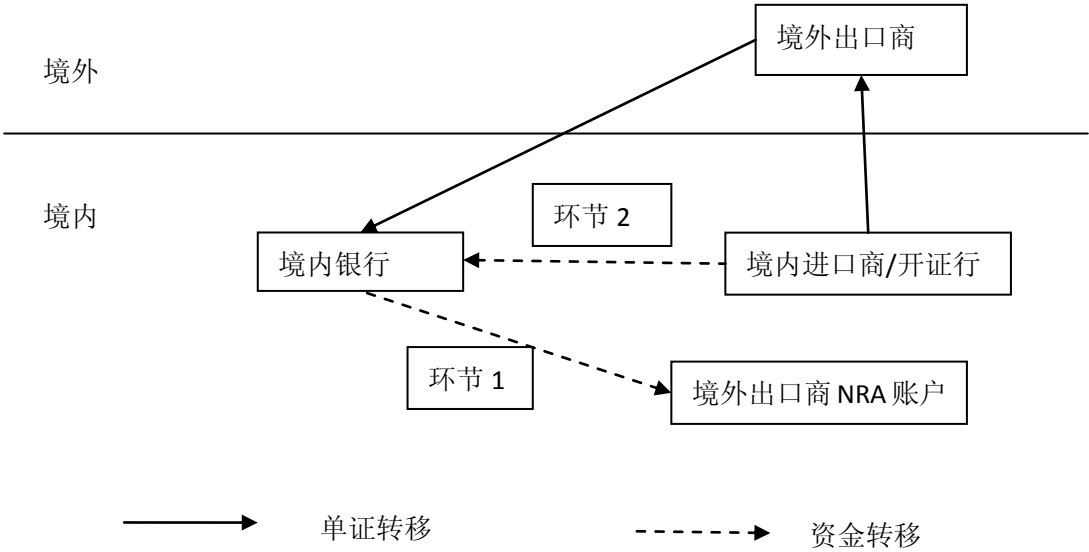 境外出口商
境外
境内
环节 2
境内银行
境内进口商/开证行
环节 1
境外出口商 NRA 账户
单证转移
资金转移